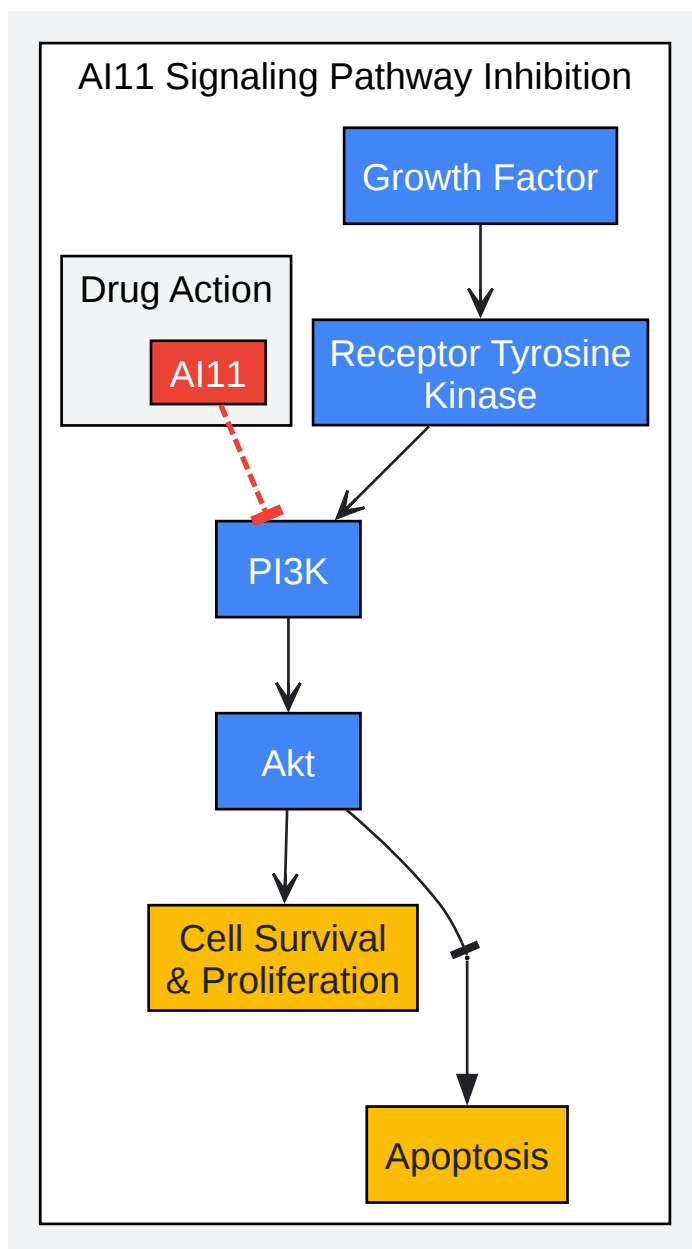 AI11 Signaling Pathway Inhibition
Growth Factor
Drug Action
AI11
Receptor Tyrosine
Kinase
PI3K
Akt
Cell Survival
& Proliferation
Apoptosis